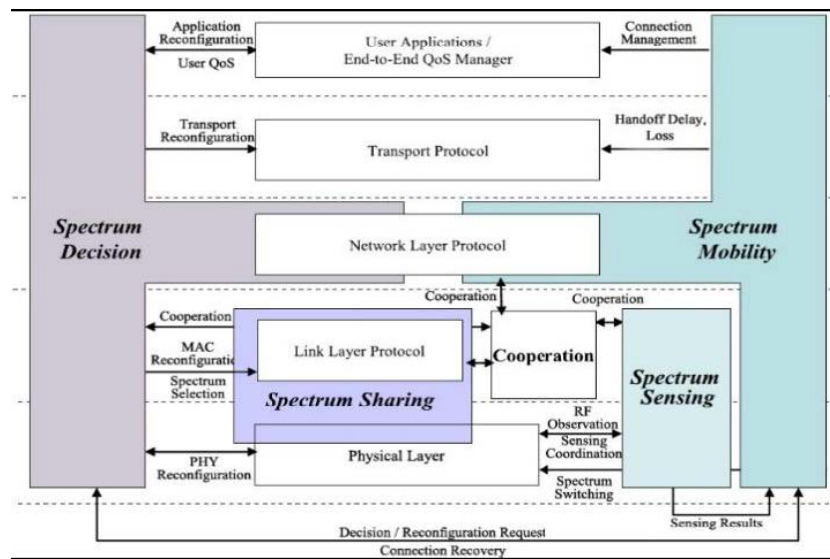 Application
Reconfiguration
User QoS
User Applications /
End-to-End QoS Manager
Connection
Management
Transport
Reconfiguration
Transport Protocol
Handoff Delay,
Loss
Spectrum
Decision
Network Layer Protocol
Spectrum
Mobility
Cooperation
Cooperation
Cooperation
MAC
Reconfiguratio
Spectrum
Selection
Link Layer Protocol
Cooperation
Spectrum
Sensing
Spectrum Sharing
RF
Observation
Sensing
Coordination
PHY
Reconfiguration
Physical Layer
Spectrum
Switching
Sensing Results
Decision / Reconfiguration Request
Connection Recovery